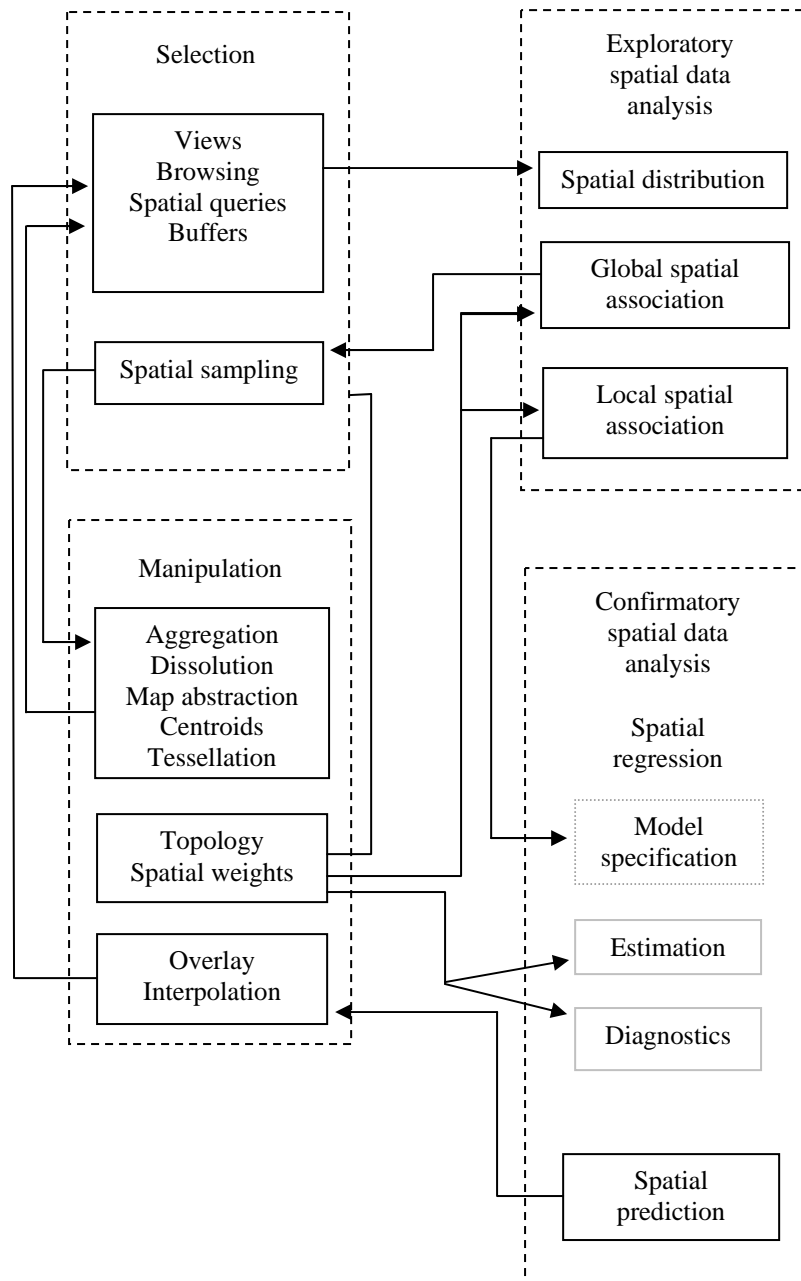 Selection
Views
Browsing
Spatial queries
Buffers
Spatial sampling
Manipulation
Aggregation
Dissolution
Map abstraction
Centroids
Tessellation
Topology
Spatial weights
Overlay
Interpolation
Exploratory
spatial data
analysis
Spatial distribution
Global spatial
association
Local spatial
association
Confirmatory
spatial data
analysis
Spatial
regression
Model
specification
Estimation
Diagnostics
Spatial
prediction